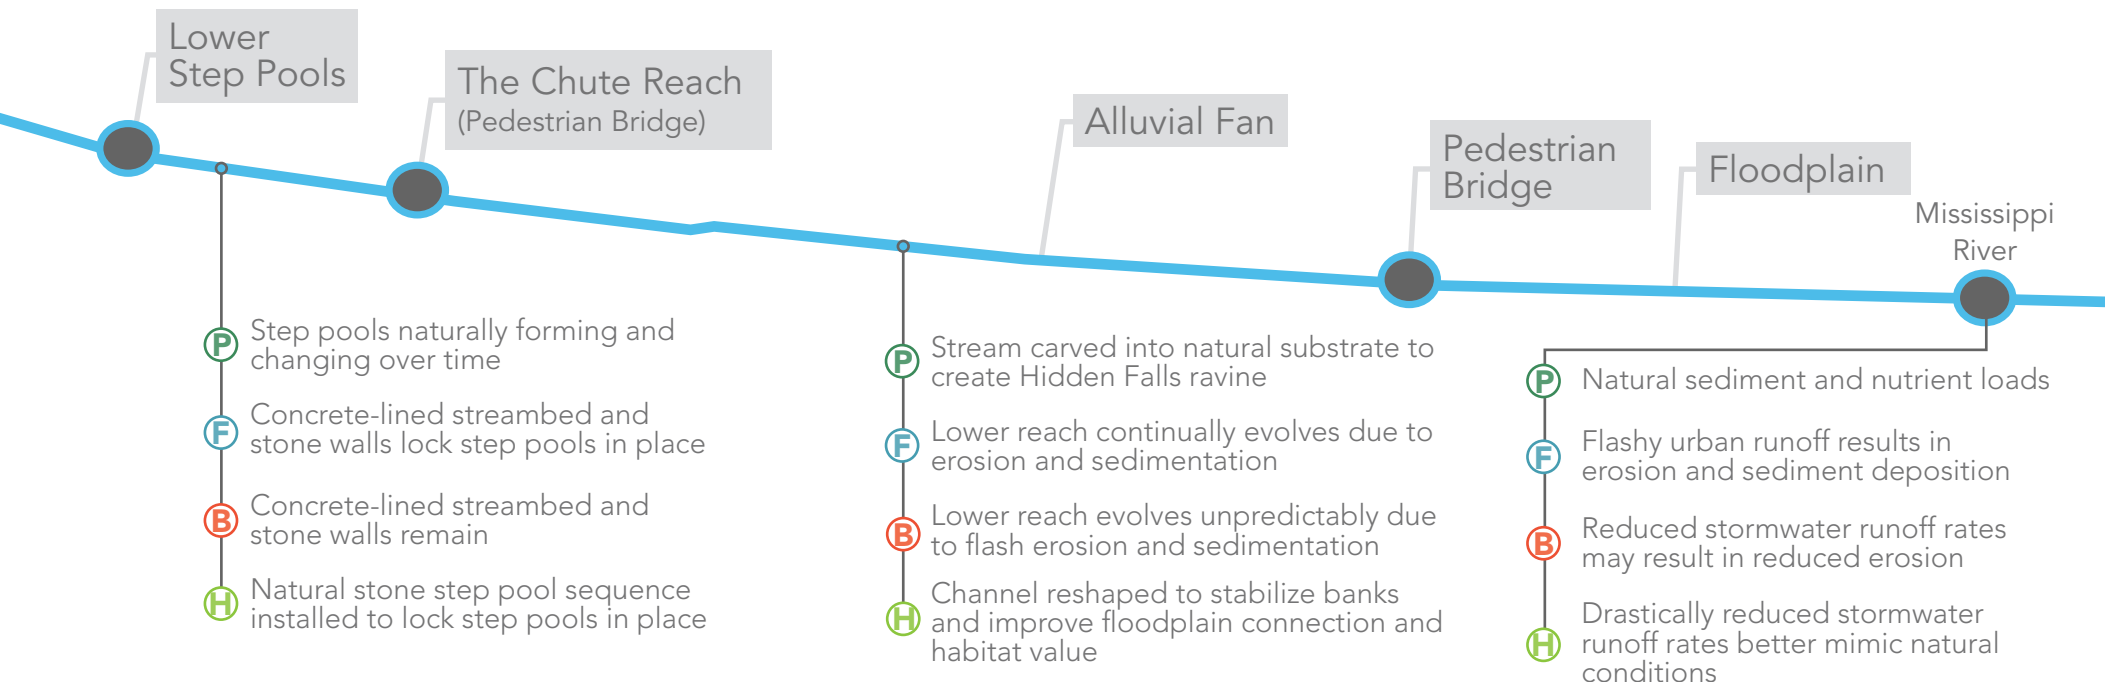 Lower
Step Pools
The Chute Reach
(Pedestrian Bridge)
Alluvial Fan
Pedestrian
Bridge
Floodplain
Mississippi
River
P
Step pools naturally forming and
changing over time
F
Concrete-lined streambed and
stone walls lock step pools in place
B
Concrete-lined streambed and
stone walls remain
H
Natural stone step pool sequence
installed to lock step pools in place
P
Stream carved into natural substrate to
create Hidden Falls ravine
F
Lower reach continually evolves due to
erosion and sedimentation
B
Lower reach evolves unpredictably due
to flash erosion and sedimentation
H
Channel reshaped to stabilize banks
and improve floodplain connection and
habitat value
P
Natural sediment and nutrient loads
F
Flashy urban runoff results in
erosion and sediment deposition
B
Reduced stormwater runoff rates
may result in reduced erosion
H
Drastically reduced stormwater
runoff rates better mimic natural
conditions